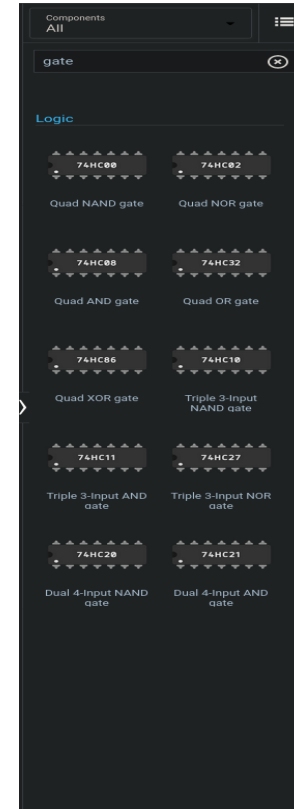 Components
All
gate
Logic
74HC00
74HC02
Quad NAND gate
Quad NOR gate
74HC08
74HC32
Quad AND gate
Quad OR gate
74HC86
74HC10
Quad XOR gate
Triple 3-Input
NAND gate
74HC11
74HC27
Triple 3-Input AND
gate
Triple 3-Input NOR
gate
74HC20
74HC21
Dual 4-Input NAND
gate
Dual 4-Input AND
gate